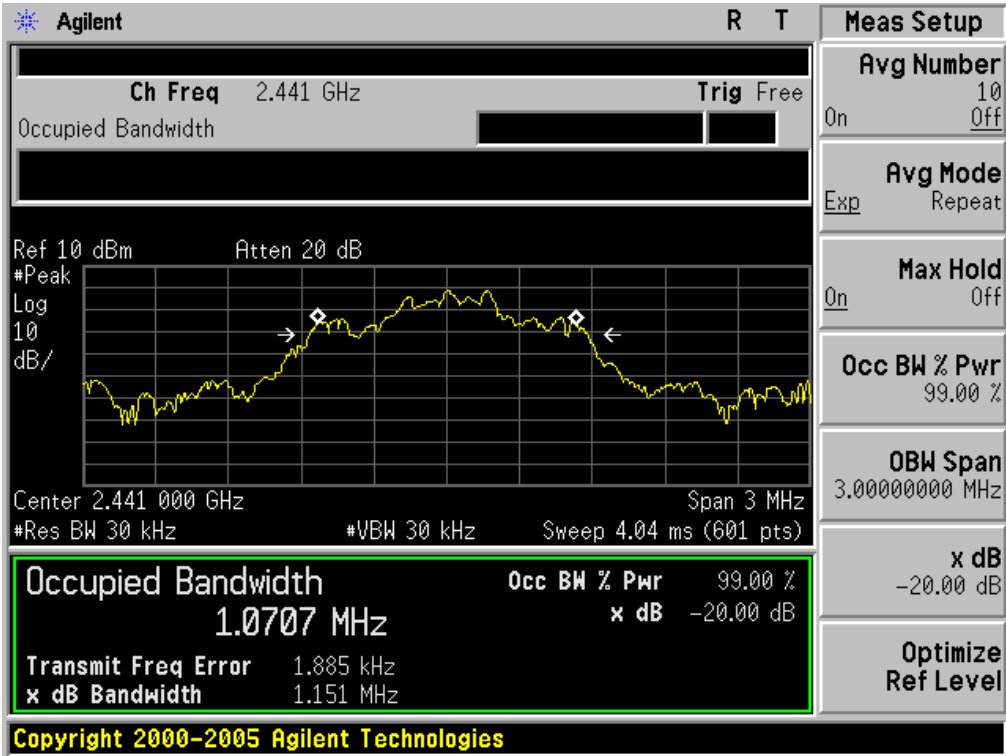 Agilent R T
Meas Setup
Ch Freq 2.441 GHz Trig Free
Occupied Bandwidth
Ref 10 dBm Atten 20 dB
#Peak
Log
10
dB/
Center 2.441 000 GHz Span 3 MHz
#Res BW 30 kHz #VBW 30 kHz Sweep 4.04 ms (601 pts)
Occupied Bandwidth
1.0707 MHz
Occ BW % Pwr 99.00 %
x dB -20.00 dB
Transmit Freq Error 1.885 kHz
x dB Bandwidth 1.151 MHz
Avg Number
10
On Off
Avg Mode
Exp Repeat
Max Hold
On Off
Occ BW % Pwr
99.00 %
OBW Span
3.00000000 MHz
x dB
-20.00 dB
Optimize
Ref Level
Copyright 2000-2005 Agilent Technologies